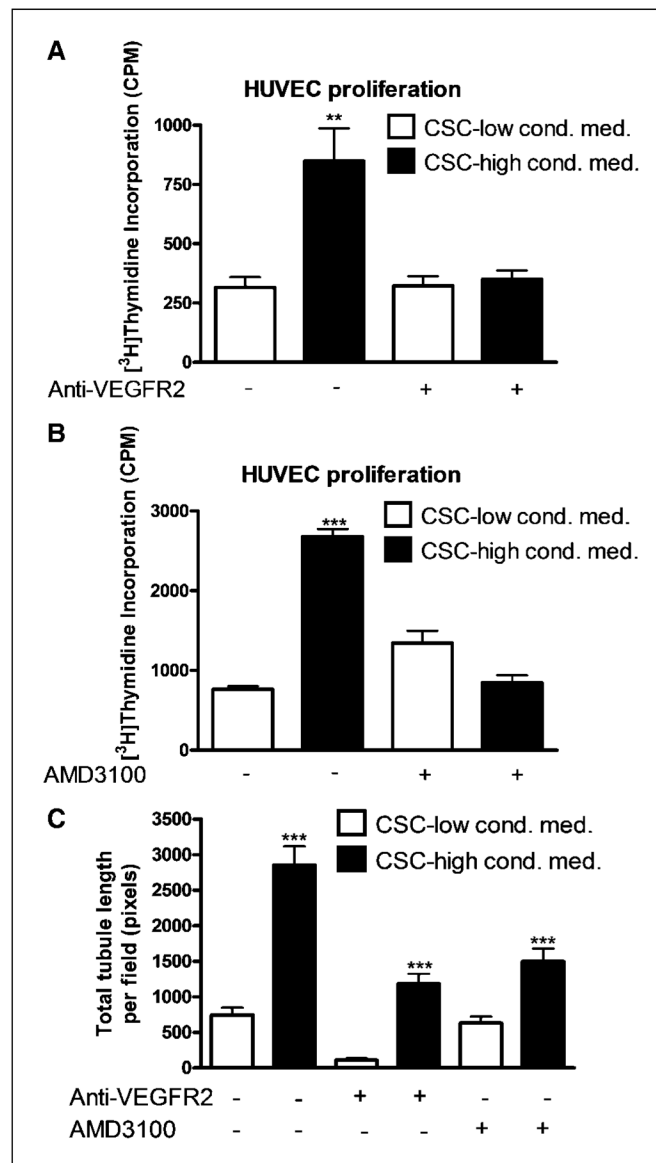 A
HUVEC proliferation
[³H]Thymidine Incorporation (CPM)
**
CSC-low cond. med.
CSC-high cond. med.
1000
750
500
250
0
Anti-VEGFR2 - - + +
B
HUVEC proliferation
[³H]Thymidine Incorporation (CPM)
***
CSC-low cond. med.
CSC-high cond. med.
3000
2000
1000
0
AMD3100 - - + +
C
Total tubule length
per field (pixels)
CSC-low cond. med.
CSC-high cond. med.
3500
3000
2500
2000
1500
1000
500
0
*** *** ***
Anti-VEGFR2 - - + + - -
AMD3100 - - - - + +